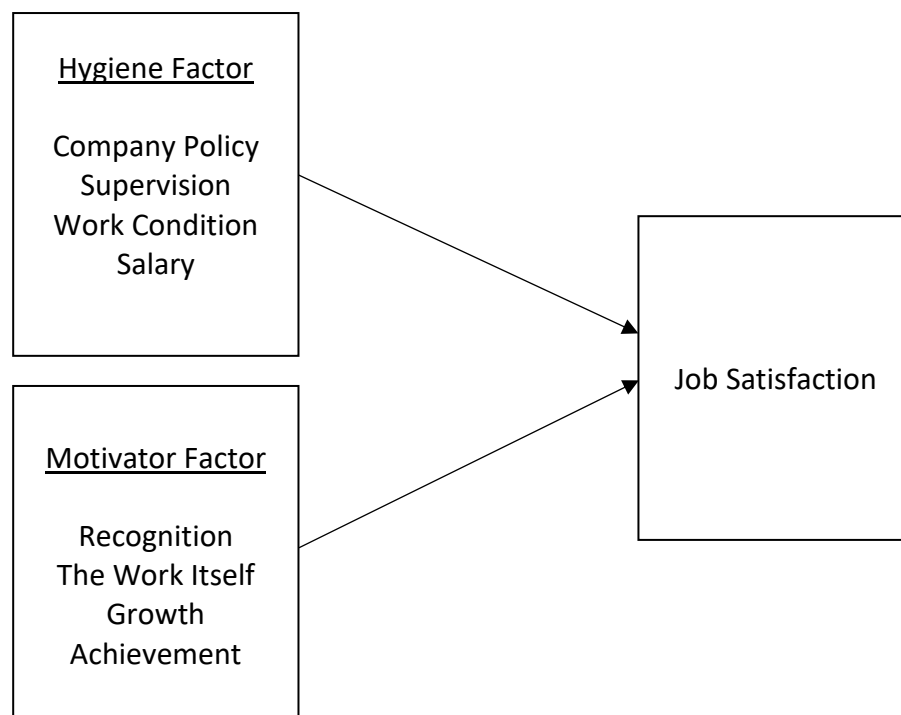 Hygiene Factor
Company Policy
Supervision
Work Condition
Salary
Job Satisfaction
Motivator Factor
Recognition
The Work Itself
Growth
Achievement